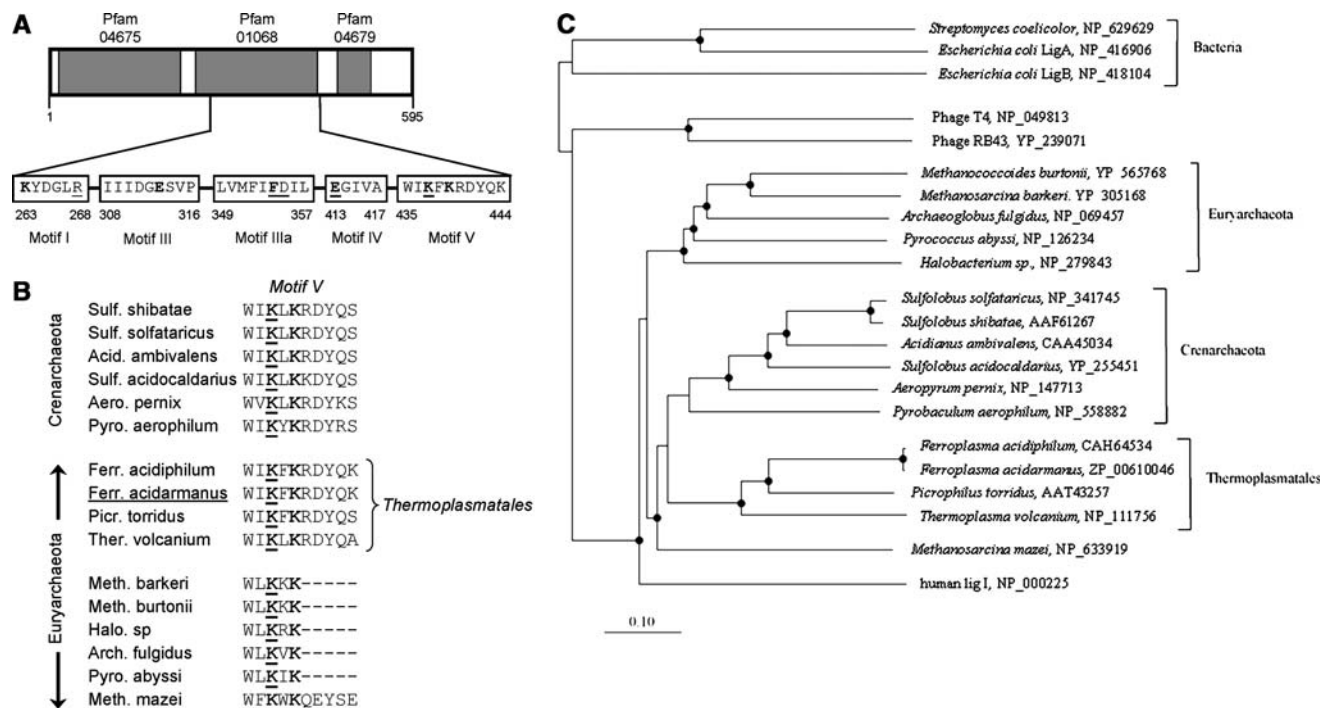 A
Pfam Pfam Pfam
04675 01068 04679
1 595
KYDGLR IIIDGESVP LVMFIFDIL EGIVA WIKFKRDYQK
263 268 308 316 349 357 413 417 435 444
Motif I Motif III Motif IIIa Motif IV Motif V
B
Motif V
Crenarchaeota
Sulf. shibatae WIKLKRDYQS
Sulf. solfataricus WIKLKRDYQS
Acid. ambivalens WIKLKRDYQS
Sulf. acidocaldarius WIKLKKDYQS
Aero. pernix WVKLKRDYKS
Pyro. aerophilum WIKYKRDYRS
Euryarchaeota
Ferr. acidiphilum WIKFKRDYQK
Ferr. acidarmanus WIKFKRDYQK
Picr. torridus WIKFKRDYQS
Ther. volcanium WIKLKRDYQA
Thermoplasmatales
Meth. barkeri WLKKK-----
Meth. burtonii WLKKK-----
Halo. sp WLKRK-----
Arch. fulgidus WLKVK-----
Pyro. abyssi WLKIK-----
Meth. mazei WFKWKQEYSE
C
Streptomyces coelicolor, NP_629629
Escherichia coli LigA, NP_416906
Escherichia coli LigB, NP_418104
Bacteria
Phage T4, NP_049813
Phage RB43, YP_239071
Methanococcoides burtonii, YP_565768
Methanosarcina barkeri. YP_305168
Archaeoglobus fulgidus, NP_069457
Pyrococcus abyssi, NP_126234
Halobacterium sp., NP_279843
Euryarchacota
Sulfolobus solfataricus, NP_341745
Sulfolobus shibatae, AAF61267
Acidianus ambivalens, CAA45034
Sulfolobus acidocaldarius, YP_255451
Aeropyrum pernix, NP_147713
Pyrobaculum aerophilum, NP_558882
Crenarchacota
Ferroplasma acidiphilum, CAH64534
Ferroplasma acidarmanus, ZP_00610046
Picrophilus torridus, AAT43257
Thermoplasma volcanium, NP_111756
Thermoplasmatales
Methanosarcina mazei, NP_633919
human lig I, NP_000225
0.10